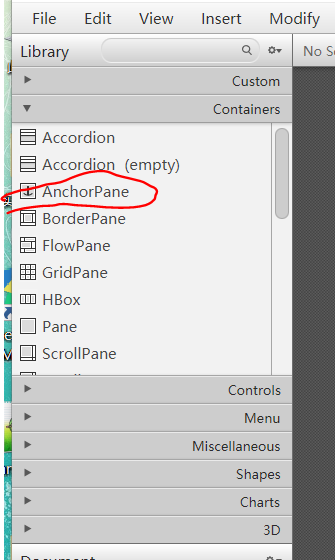 File Edit View Insert Modify
Library No S
Custom
Containers
Accordion
Accordion (empty)
AnchorPane
BorderPane
FlowPane
GridPane
HBox
Pane
ScrollPane
Controls
Menu
Miscellaneous
Shapes
Charts
3D